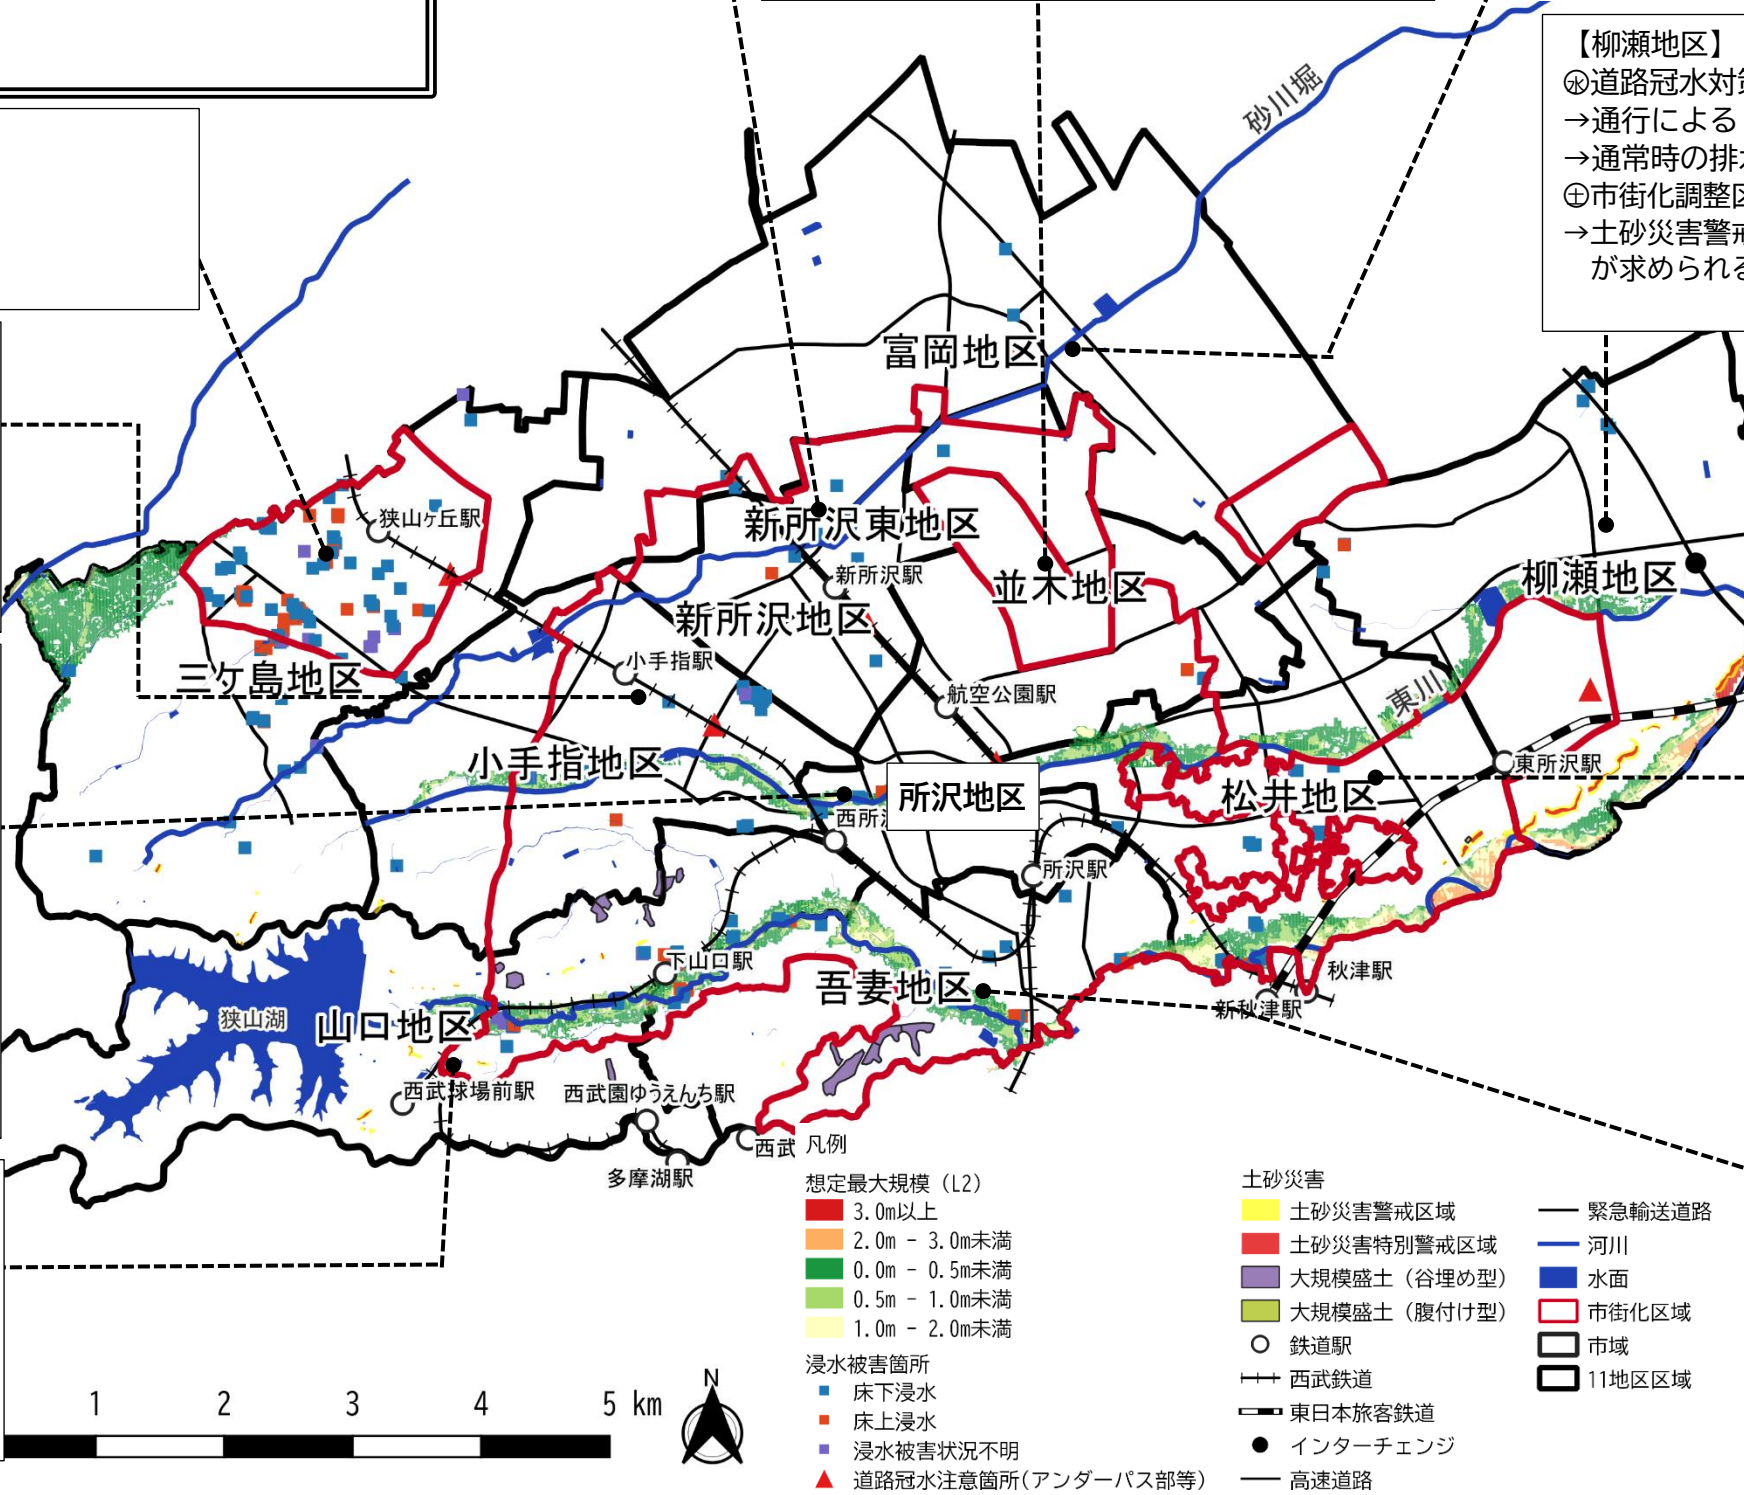 【柳瀬地区】
㊌道路冠水対
→通行による
→通常時の排
㊏市街化調整区
→土砂災害警
が求められる
砂川堀
富岡地区
狭山ヶ丘駅
新所沢東地区
新所沢駅
並木地区
柳瀬地区
新所沢地区
小手指駅
三ケ島地区
航空公園駅
東川
小手指地区
東所沢駅
所沢地区
松井地区
西所
所沢駅
下山口駅
吾妻地区
秋津駅
新秋津駅
狭山湖
山口地区
西武球場前駅
西武園ゆうえんち駅
西武
多摩湖駅
凡例
想定最大規模（L2）
3.0m以上
2.0m - 3.0m未満
0.0m - 0.5m未満
0.5m - 1.0m未満
1.0m - 2.0m未満
浸水被害箇所
床下浸水
床上浸水
浸水被害状況不明
道路冠水注意箇所(アンダーパス部等)
土砂災害
土砂災害警戒区域
土砂災害特別警戒区域
大規模盛土（谷埋め型）
大規模盛土（腹付け型）
鉄道駅
西武鉄道
東日本旅客鉄道
インターチェンジ
高速道路
緊急輸送道路
河川
水面
市街化区域
市域
11地区区域
1 2 3 4 5 km
N